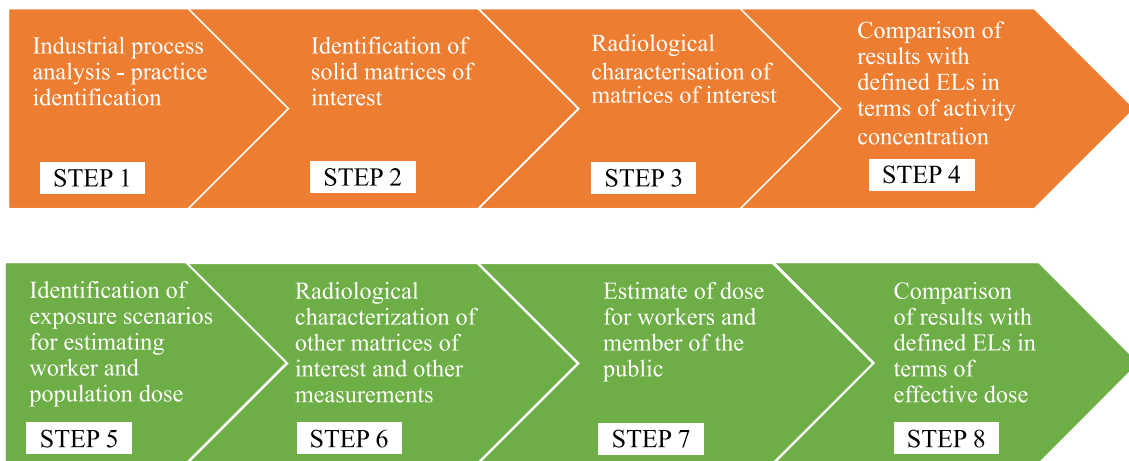 Industrial process
analysis - practice
identification
STEP 1
Identification of
solid matrices of
interest
STEP 2
Radiological
characterisation of
matrices of interest
STEP 3
Comparison of
results with
defined ELs in
terms of activity
concentration
STEP 4
Identification of
exposure scenarios
for estimating
worker and
population dose
STEP 5
Radiological
characterization of
other matrices of
interest and other
measurements
STEP 6
Estimate of dose
for workers and
member of the
public
STEP 7
Comparison
of results with
defined ELs in
terms of
effective dose
STEP 8